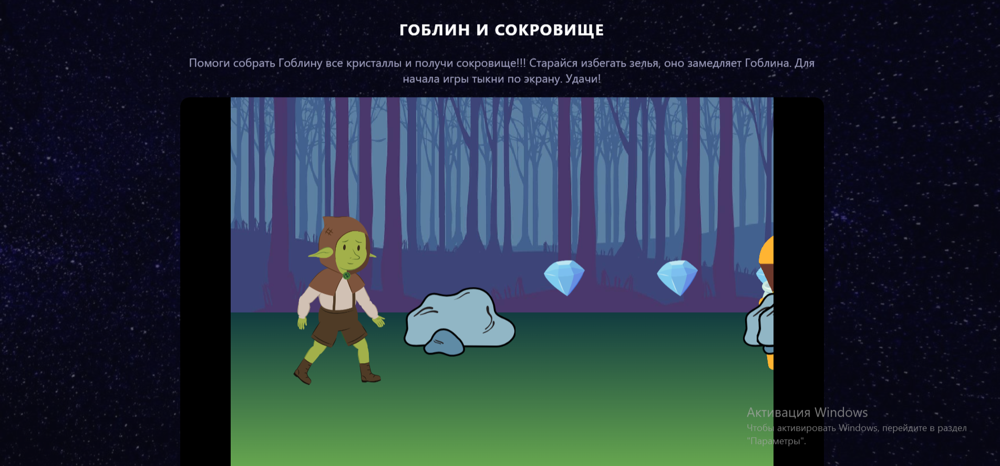 ГОБЛИН И СОКРОВИЩЕ
Помоги собрать Гоблину все кристаллы и получи сокровище!!! Старайся избегать зелья, оно замедляет Гоблина. Для
начала игры тыкни по экрану. Удачи!
Активация Windows
Чтобы активировать Windows, перейдите в раздел
"Параметры".